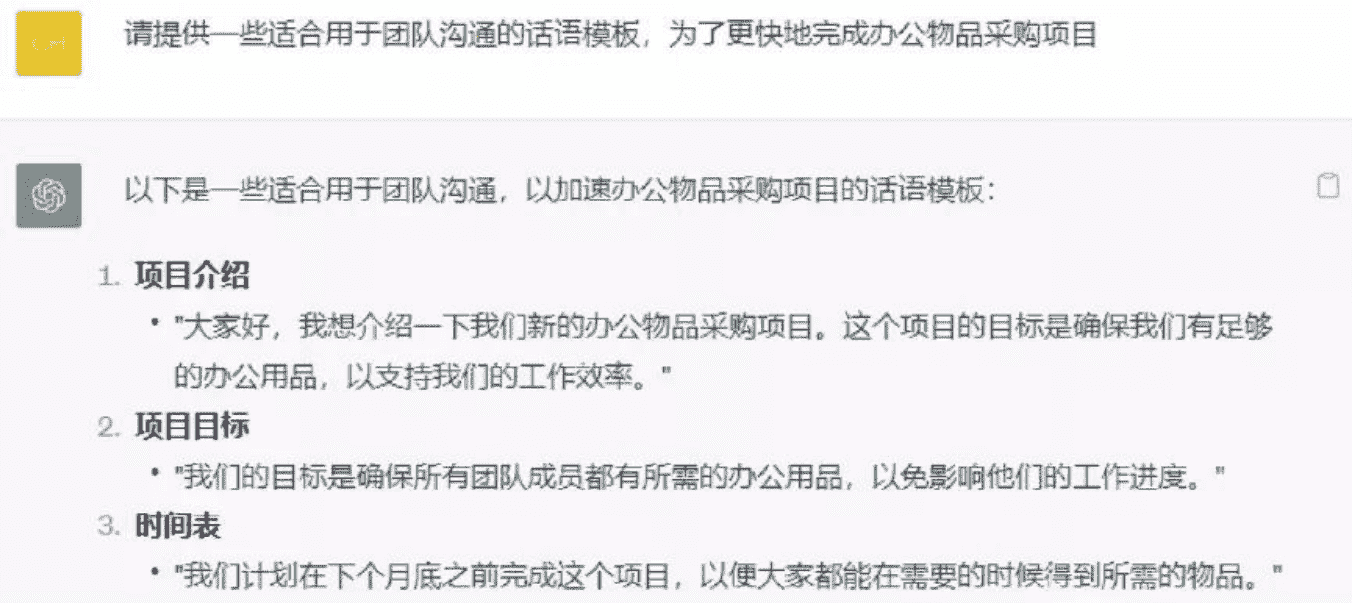 请提供一些适合用于团队沟通的话语模板，为了更快地完成办公物品采购项目
以下是一些适合用于团队沟通，以加速办公物品采购项目的话语模板：
1. 项目介绍
• "大家好，我想介绍一下我们新的办公物品采购项目。这个项目的目标是确保我们有足够
的办公用品，以支持我们的工作效率。"
2. 项目目标
• "我们的目标是确保所有团队成员都有所需的办公用品，以免影响他们的工作进度。"
3. 时间表
• "我们计划在下个月底之前完成这个项目，以便大家都能在需要的时候得到所需的物品。"